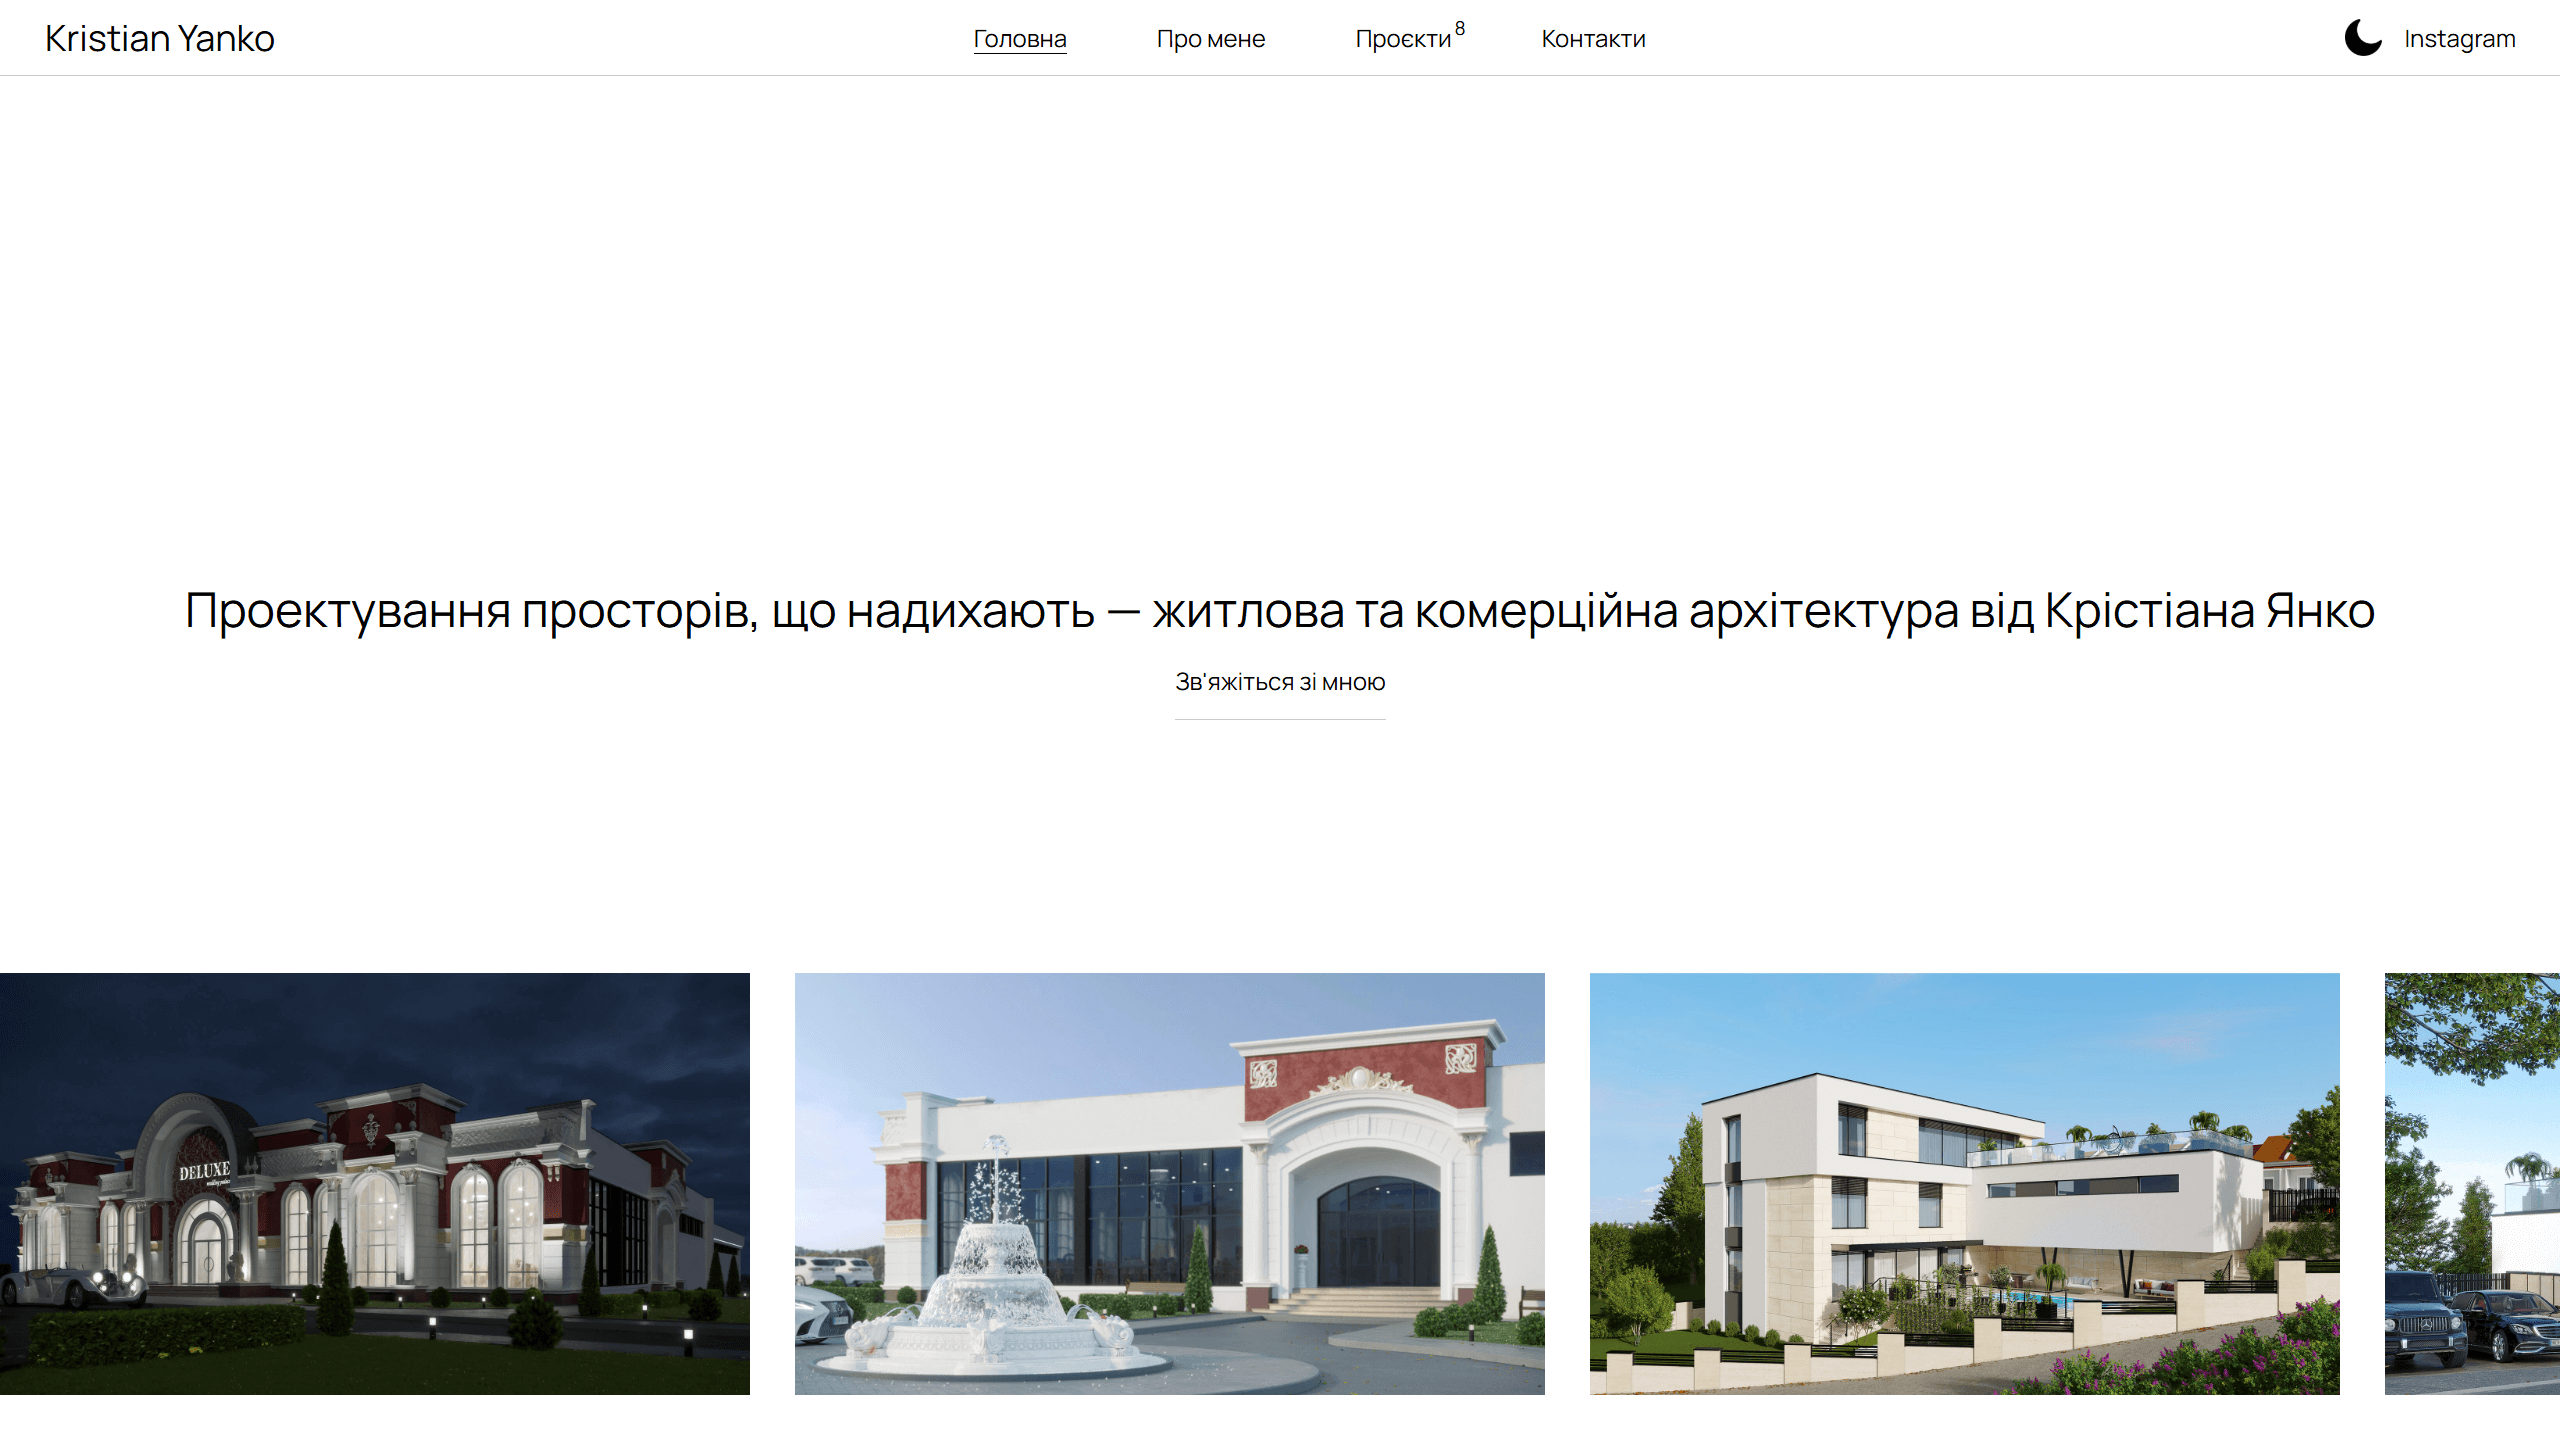 Kristian Yanko
Головна
Про мене
Проєкти 8
Контакти
Instagram
Проектування просторів, що надихають — житлова та комерційна архітектура від Крістіана Янко
Зв'яжіться зі мною
DELUXE